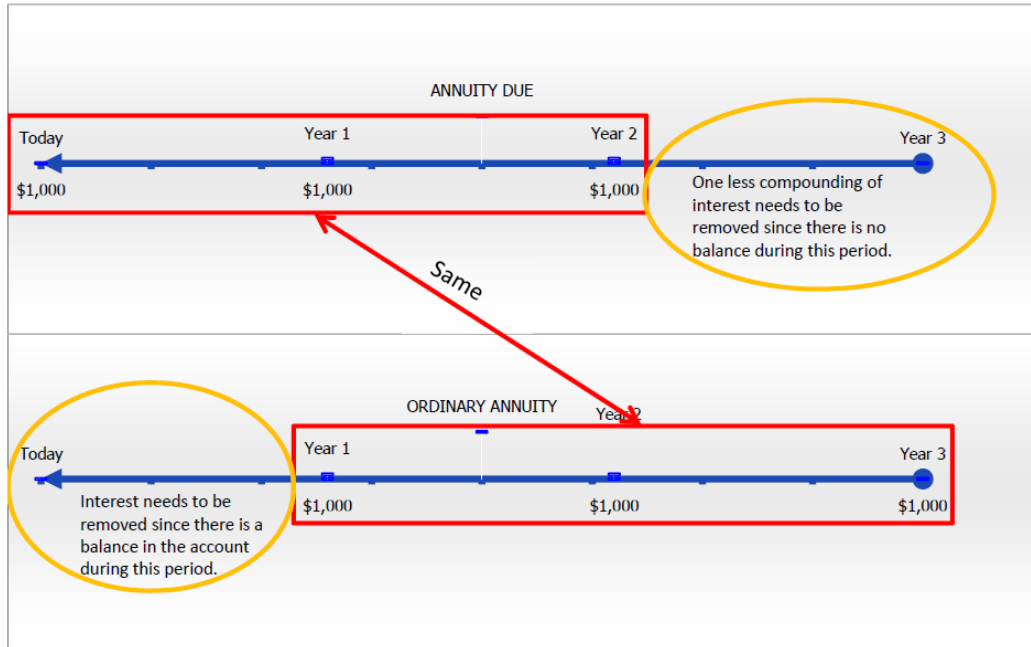 ANNUITY DUE
Today
Year 1
Year 2
Year 3
$1,000
$1,000
$1,000
One less compounding of
interest needs to be
removed since there is no
balance during this period.
Same
ORDINARY ANNUITY
Year 2
Today
Year 1
Year 3
$1,000
$1,000
$1,000
Interest needs to be
removed since there is a
balance in the account
during this period.